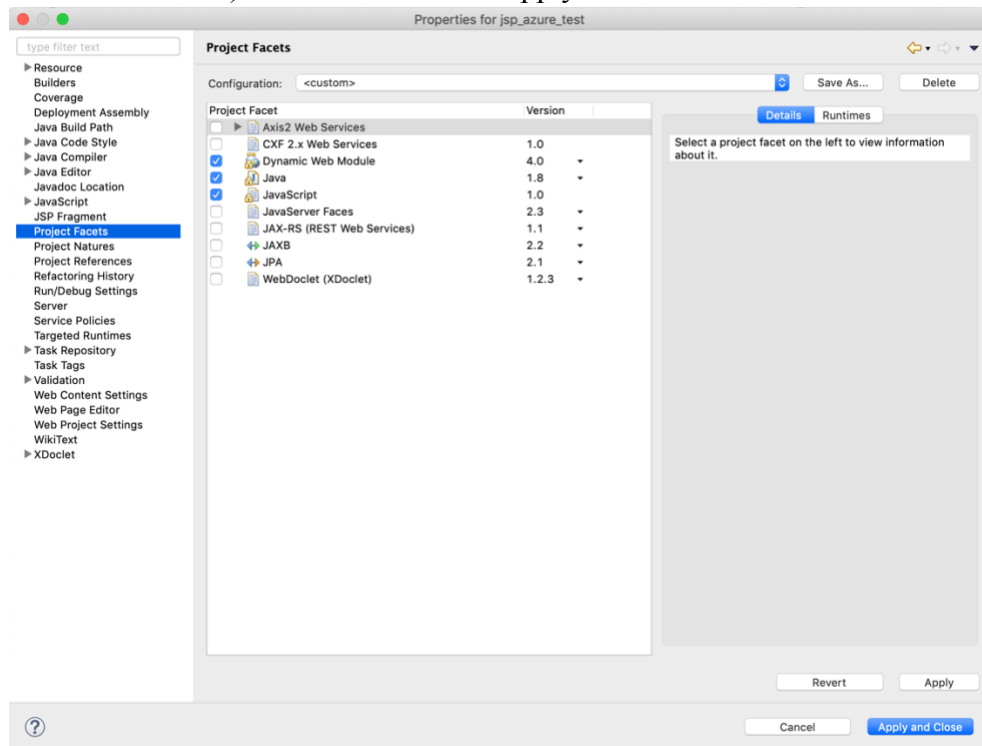 Properties for jsp_azure_test
type filter text
Resource
Builders
Coverage
Deployment Assembly
Java Build Path
Java Code Style
Java Compiler
Java Editor
Javadoc Location
JavaScript
JSP Fragment
Project Facets
Project Natures
Project References
Refactoring History
Run/Debug Settings
Server
Service Policies
Targeted Runtimes
Task Repository
Task Tags
Validation
Web Content Settings
Web Page Editor
Web Project Settings
WikiText
XDoclet
Project Facets
Configuration: <custom> Save As... Delete
Project Facet Version
Axis2 Web Services
CXF 2.x Web Services 1.0
Dynamic Web Module 4.0
Java 1.8
JavaScript 1.0
JavaServer Faces 2.3
JAX-RS (REST Web Services) 1.1
JAXB 2.2
JPA 2.1
WebDoclet (XDoclet) 1.2.3
Details Runtimes
Select a project facet on the left to view information
about it.
Revert Apply
? Cancel Apply and Close